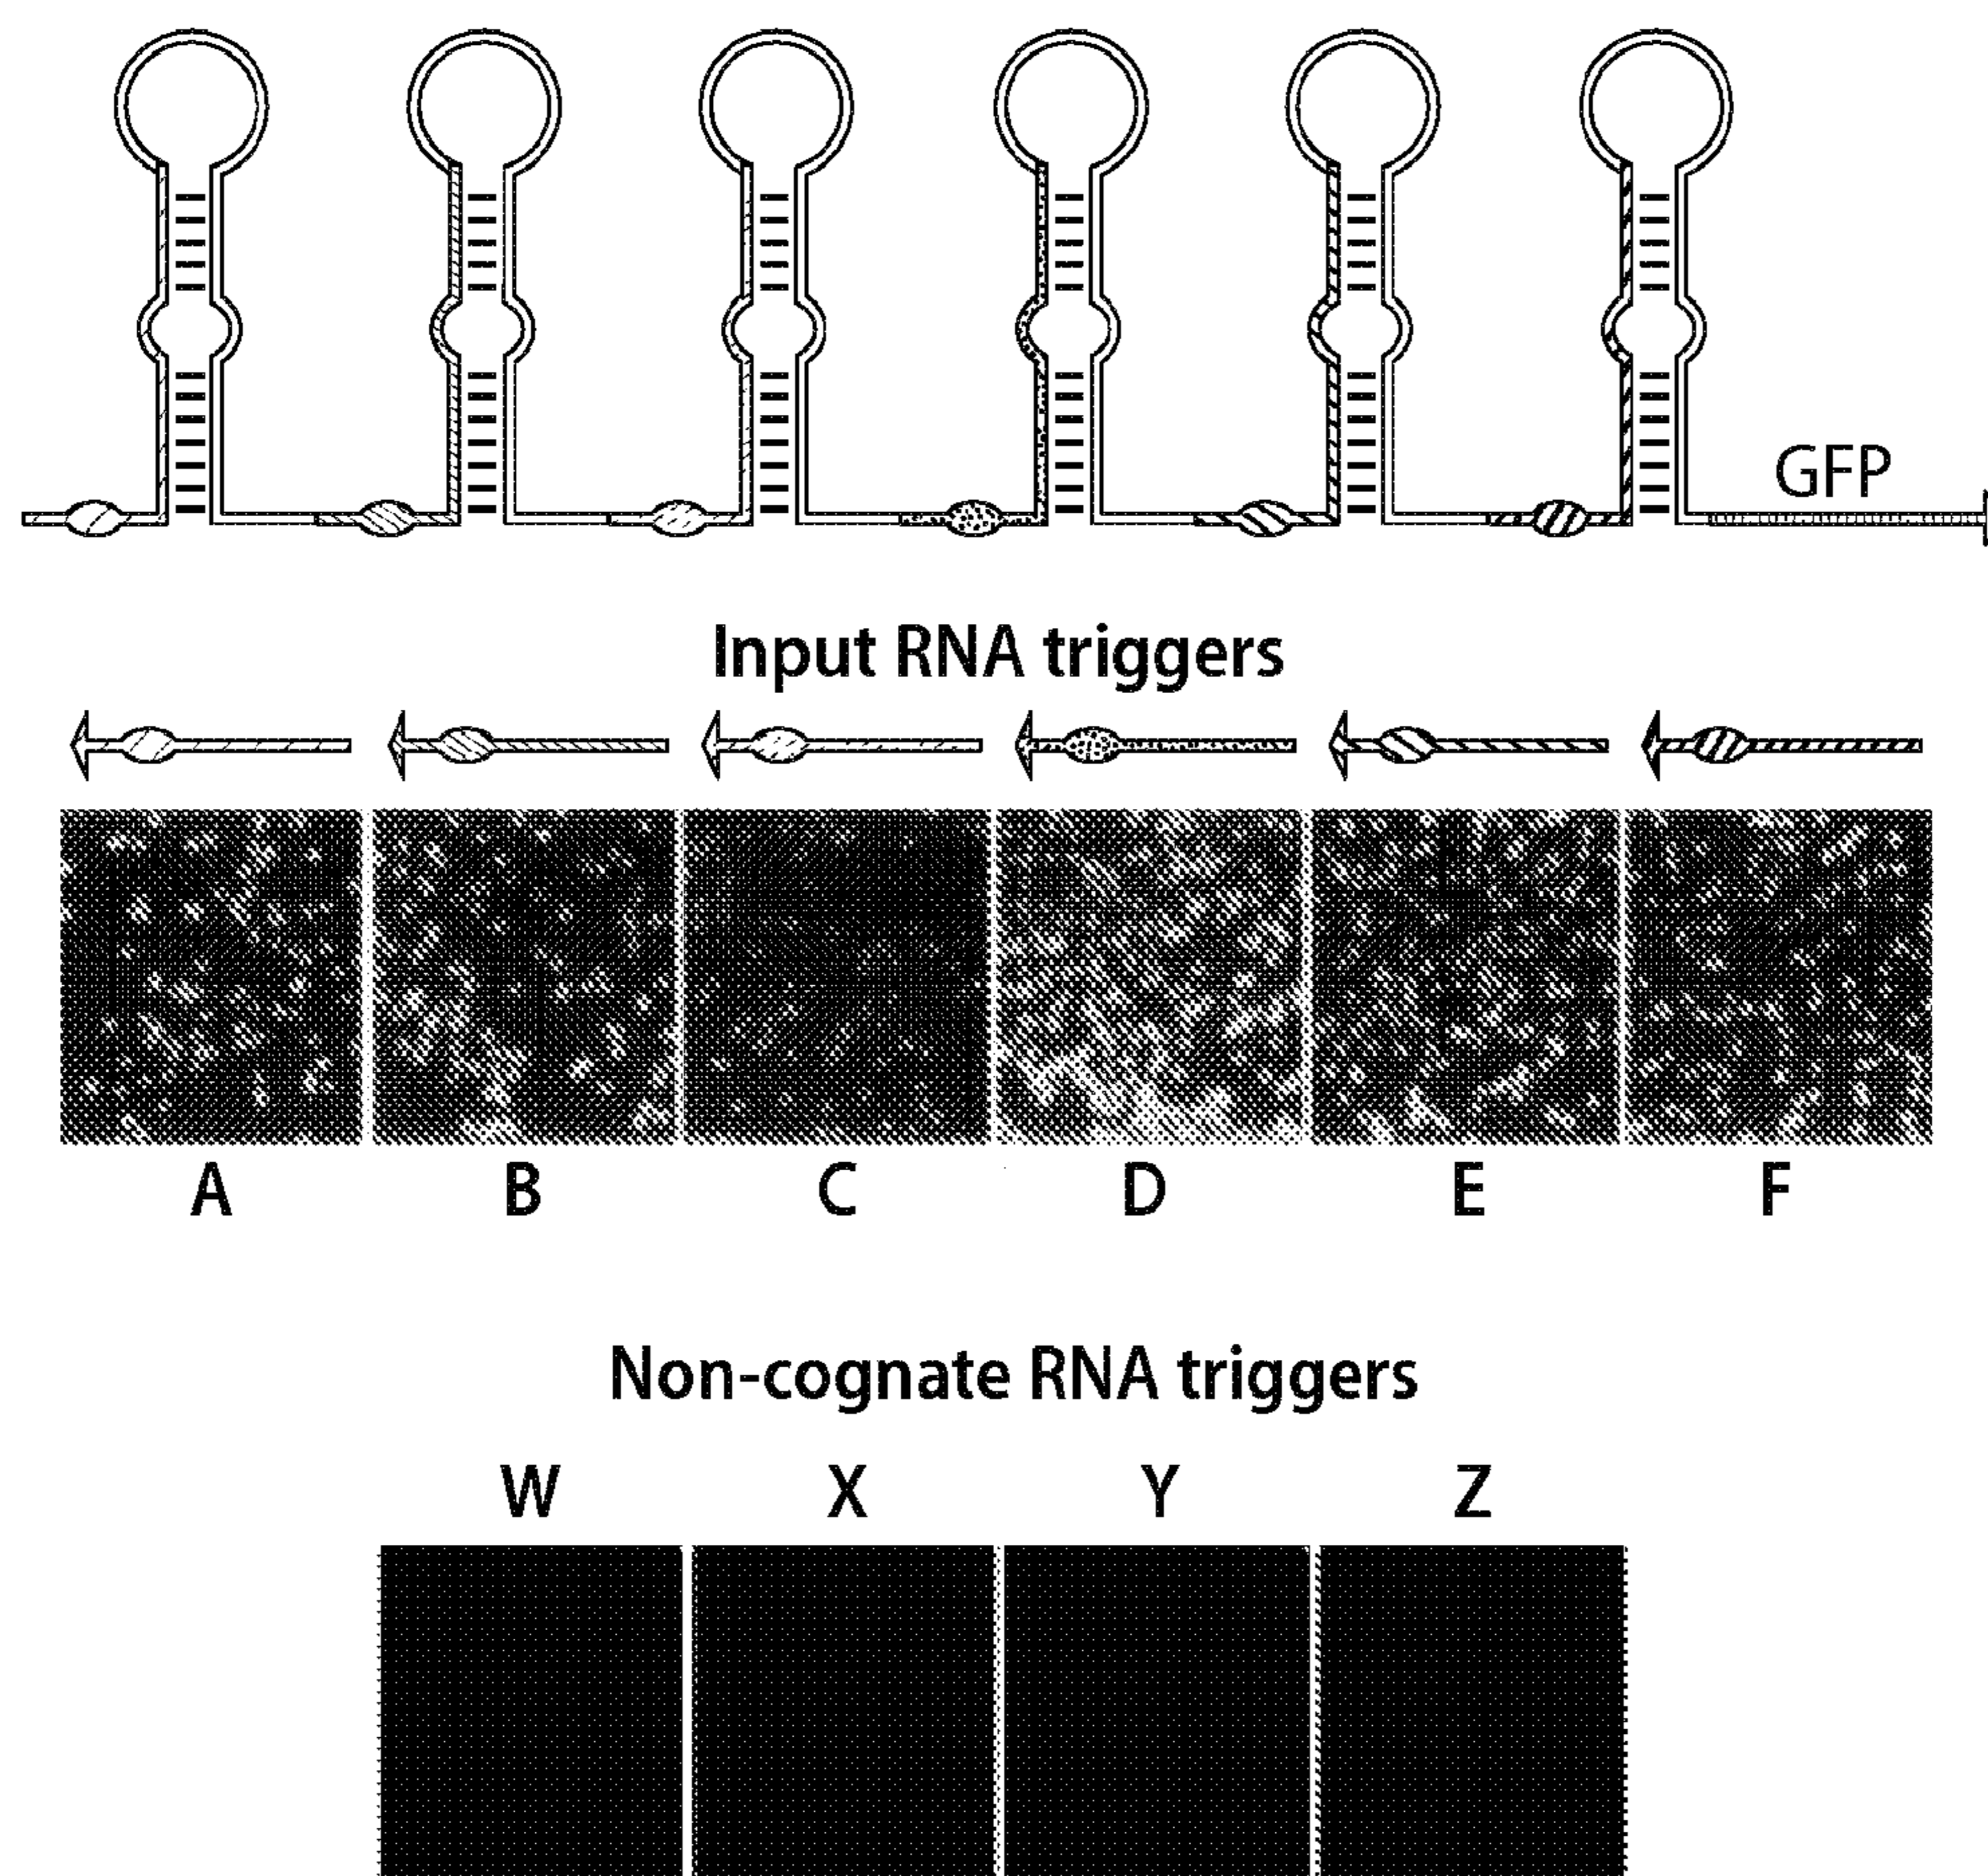 GFP
Input RNA triggers
A B C D E F
Non-cognate RNA triggers
W X Y Z